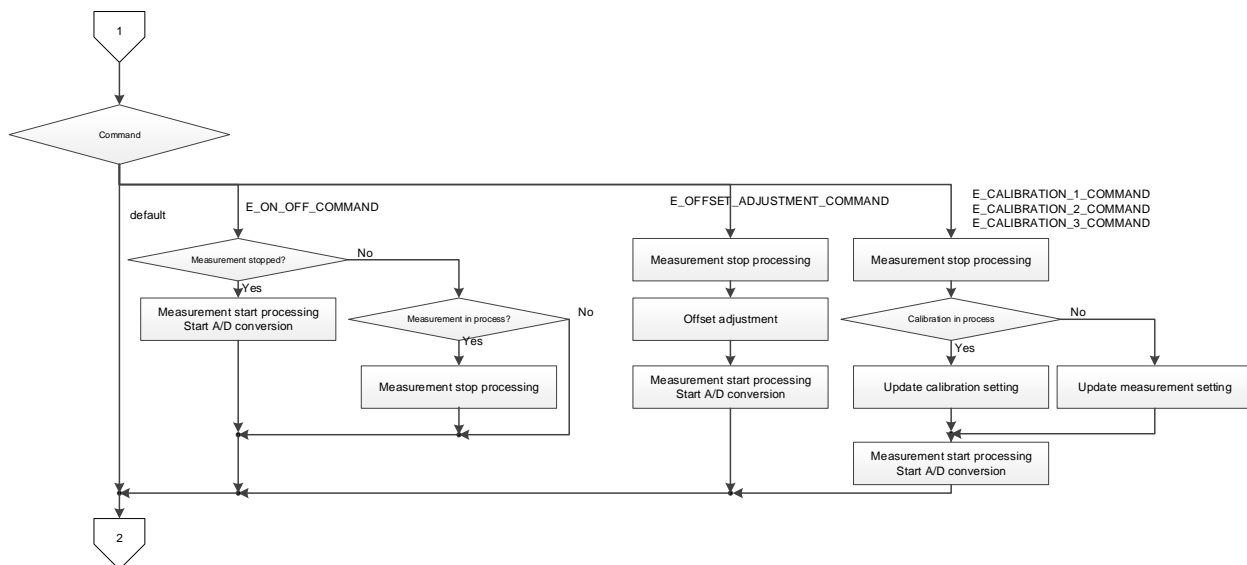 1
Command
default
E_ON_OFF_COMMAND
E_OFFSET_ADJUSTMENT_COMMAND
E_CALIBRATION_1_COMMAND
E_CALIBRATION_2_COMMAND
E_CALIBRATION_3_COMMAND
Measurement stopped?
No
Yes
Measurement start processing
Start A/D conversion
Measurement in process?
No
Yes
Measurement stop processing
Measurement stop processing
Offset adjustment
Measurement start processing
Start A/D conversion
Measurement stop processing
Calibration in process
No
Yes
Update calibration setting
Update measurement setting
Measurement start processing
Start A/D conversion
2